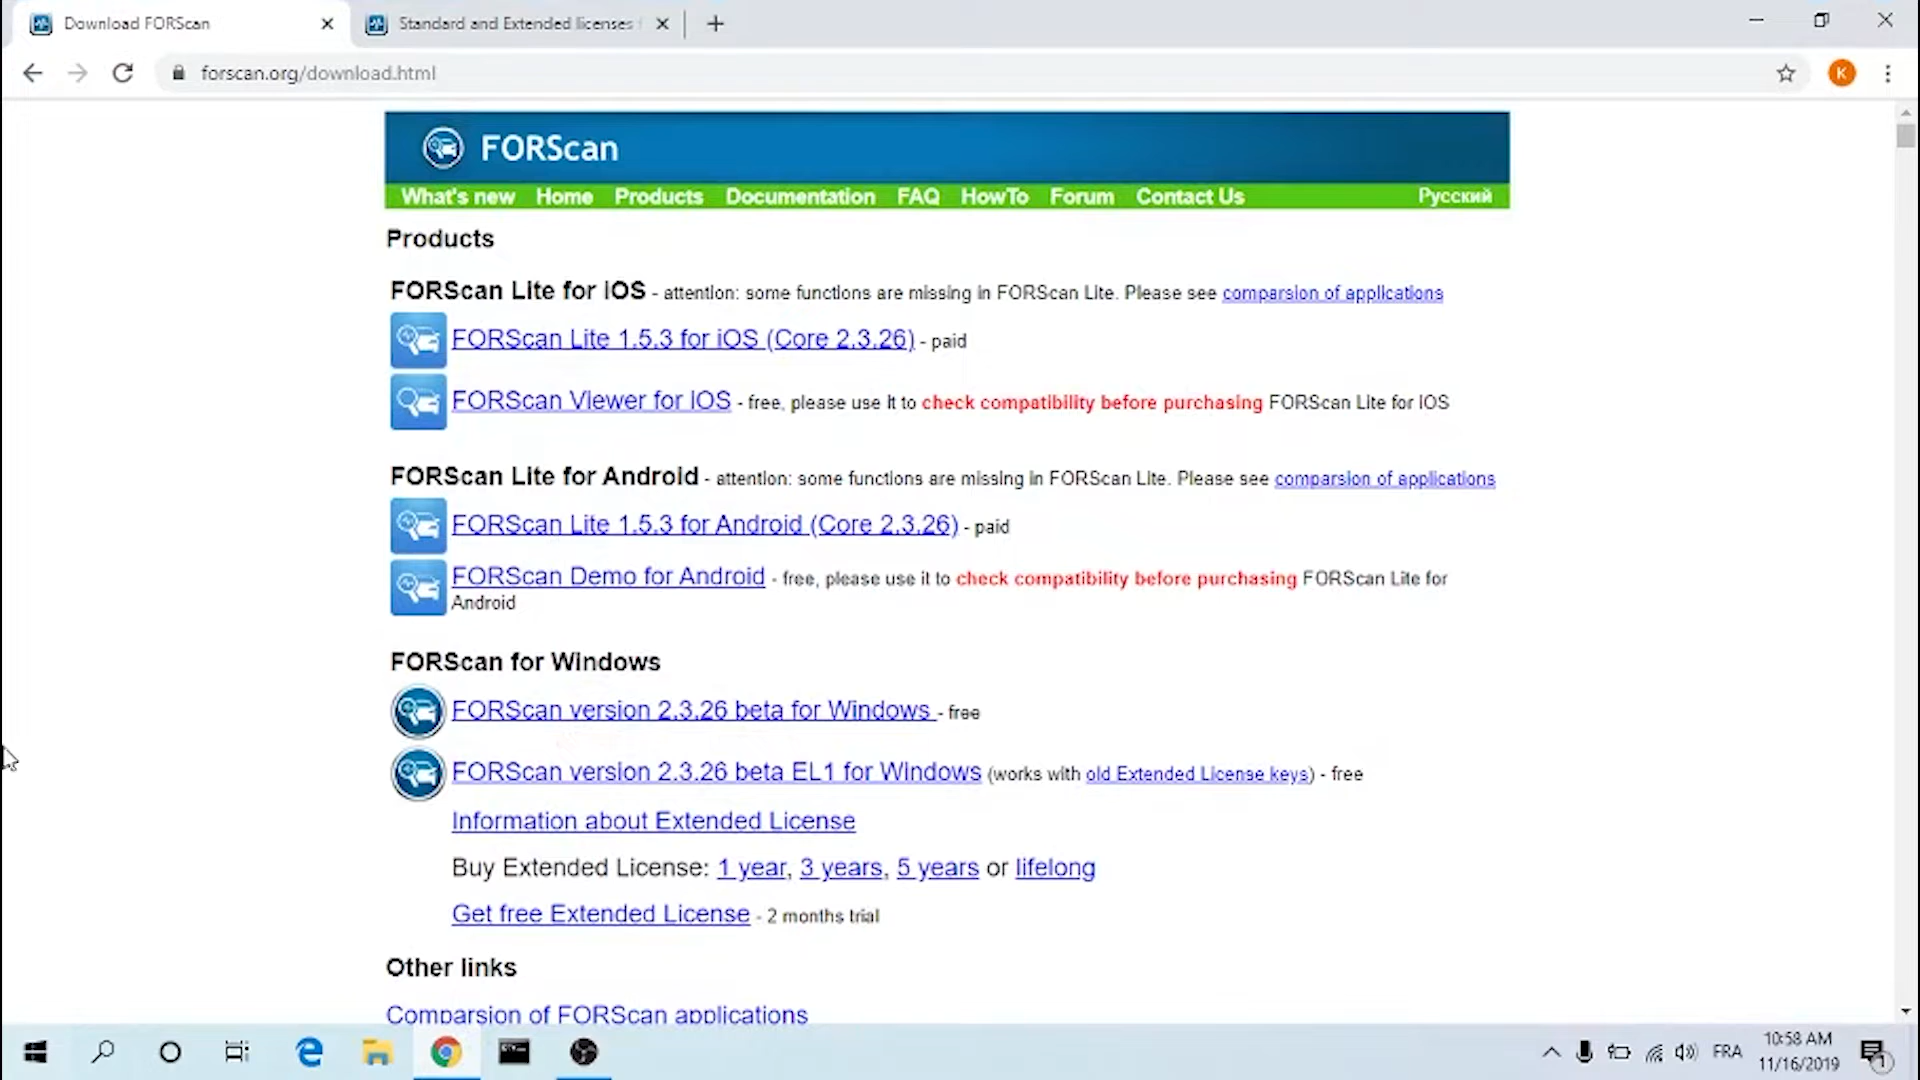 Download FORScan
Standard and Extended licenses
forscan.org/download.html
K
FORScan
What's new Home Products Documentation FAQ HowTo Forum Contact Us Русский
Products
FORScan Lite for iOS - attention: some functions are missing in FORScan Lite. Please see comparsion of applications
FORScan Lite 1.5.3 for iOS (Core 2.3.26) - paid
FORScan Viewer for iOS - free, please use it to check compatibility before purchasing FORScan Lite for iOS
FORScan Lite for Android - attention: some functions are missing in FORScan Lite. Please see comparsion of applications
FORScan Lite 1.5.3 for Android (Core 2.3.26) - paid
FORScan Demo for Android - free, please use it to check compatibility before purchasing FORScan Lite for
Android
FORScan for Windows
FORScan version 2.3.26 beta for Windows - free
FORScan version 2.3.26 beta EL1 for Windows (works with old Extended License keys) - free
Information about Extended License
Buy Extended License: 1 year, 3 years, 5 years or lifelong
Get free Extended License - 2 months trial
Other links
Comparsion of FORScan applications
FRA
10:58 AM
11/16/2019
1